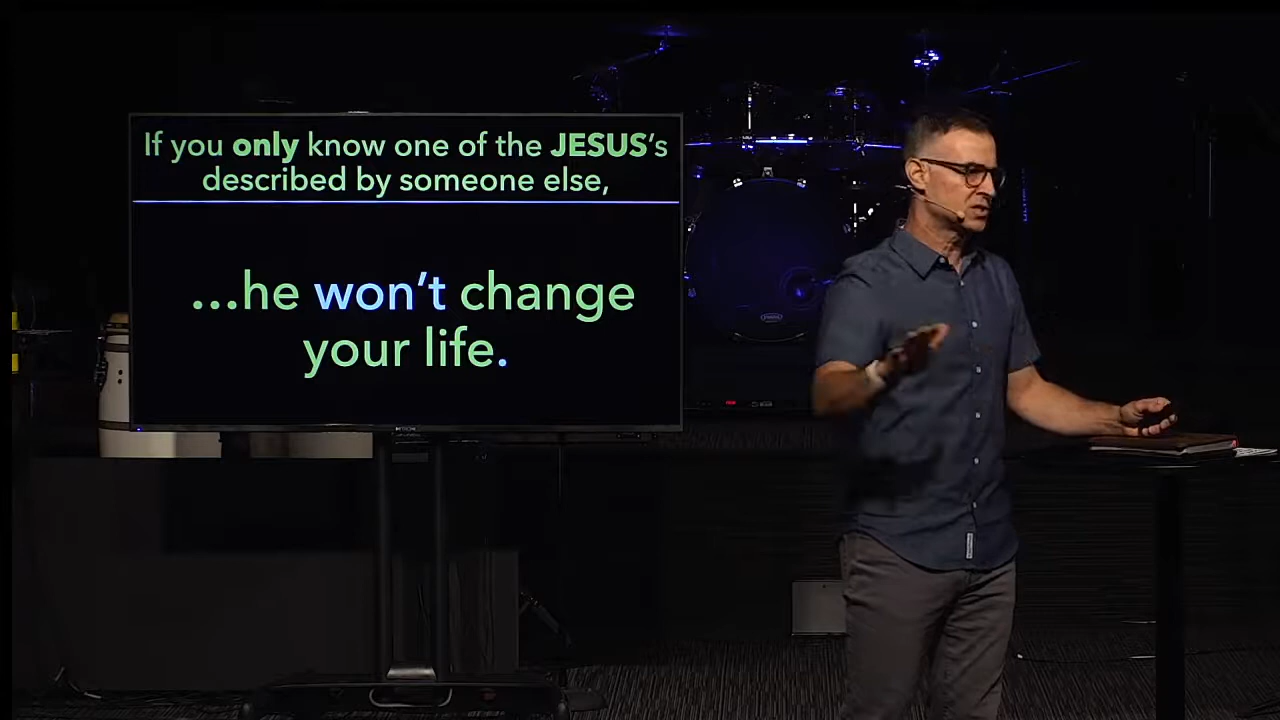 If you only know one of the JESUS's
described by someone else,
...he won't change
your life.